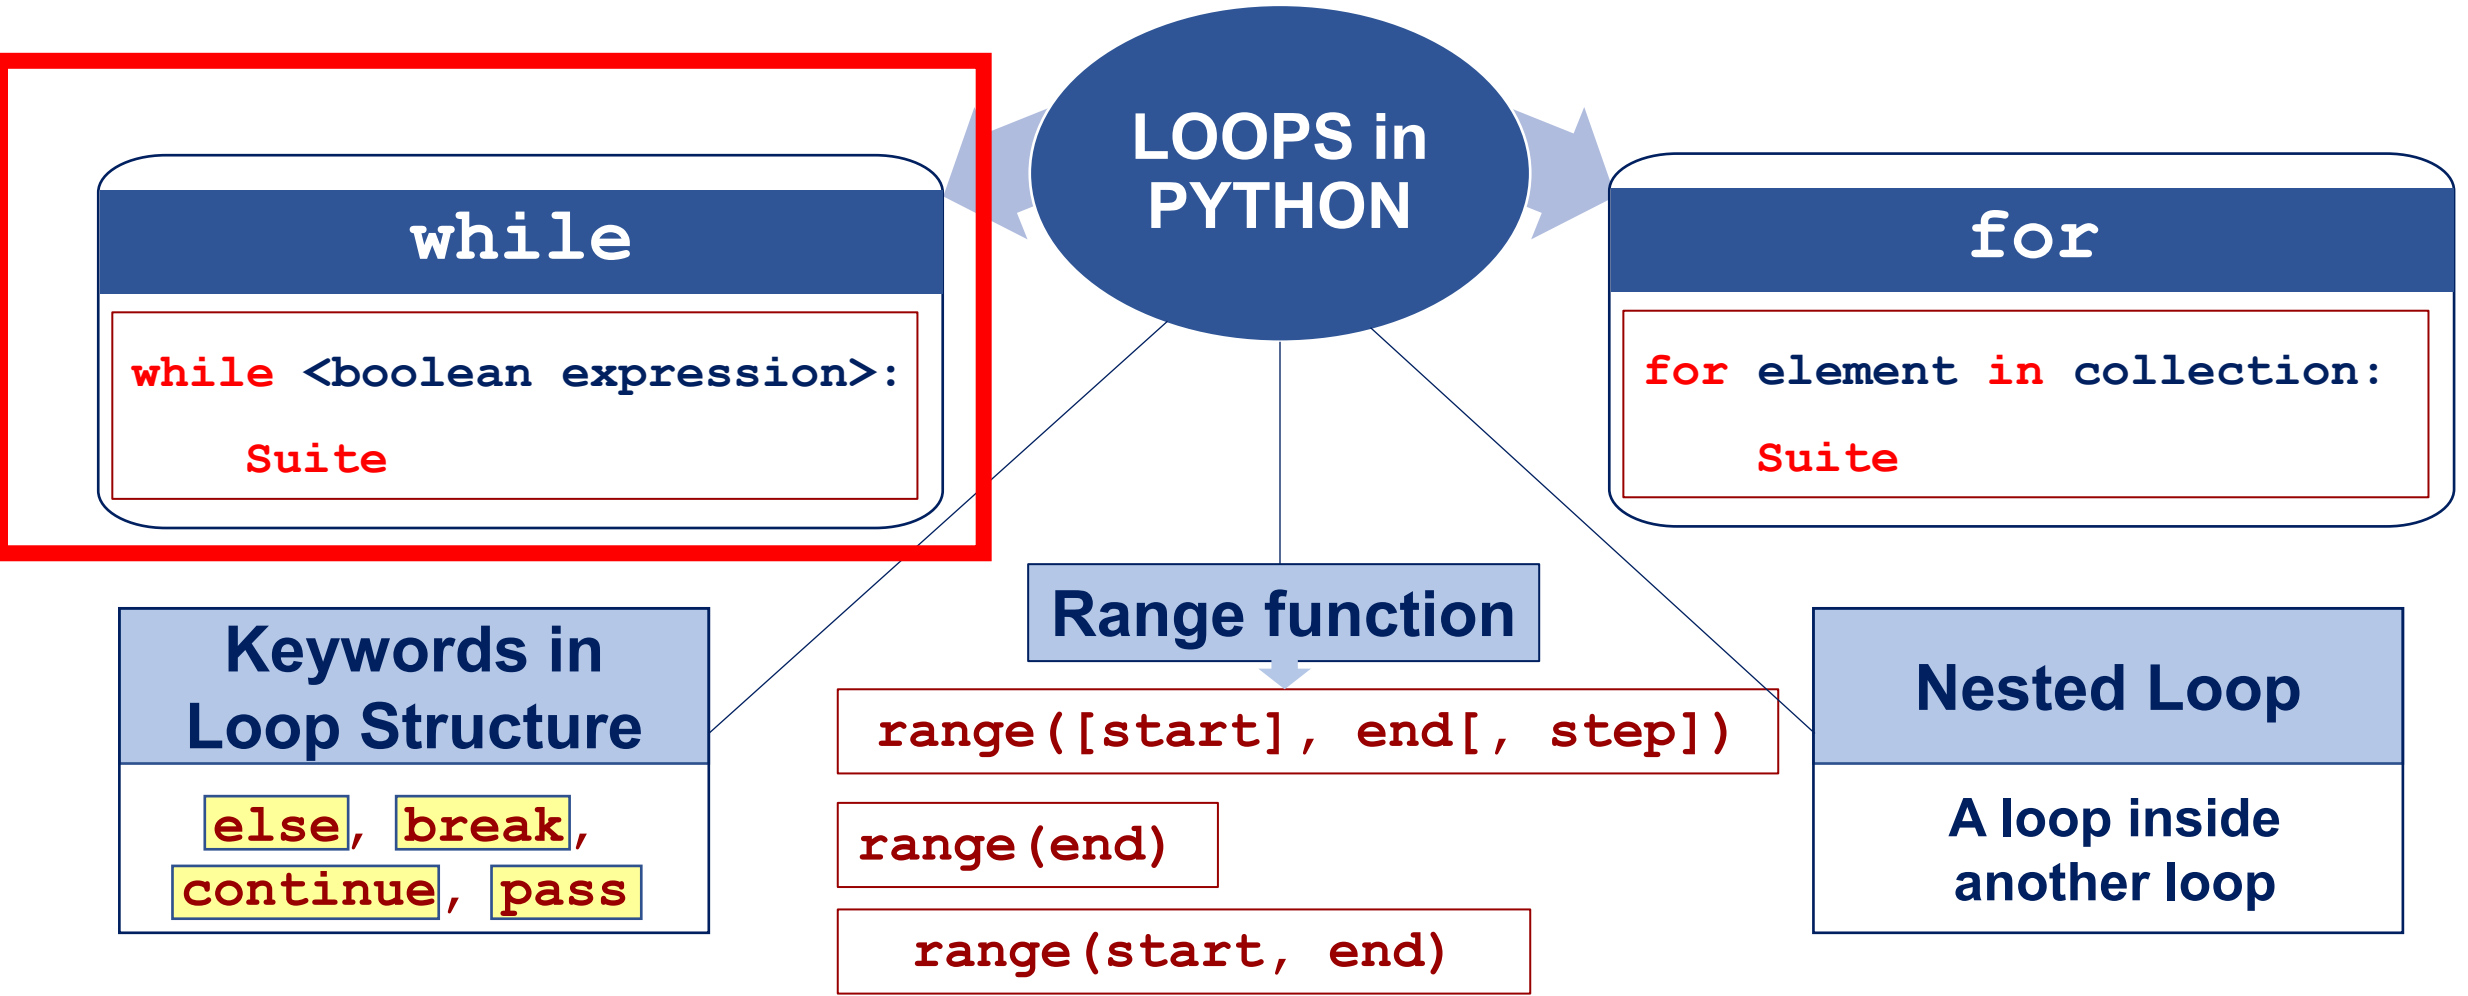 LOOPS in
PYTHON
while
while <boolean expression>:
Suite
for
for element in collection:
Suite
Keywords in
Loop Structure
else, break,
continue, pass
Range function
range([start], end[, step])
range(end)
range(start, end)
Nested Loop
A loop inside
another loop